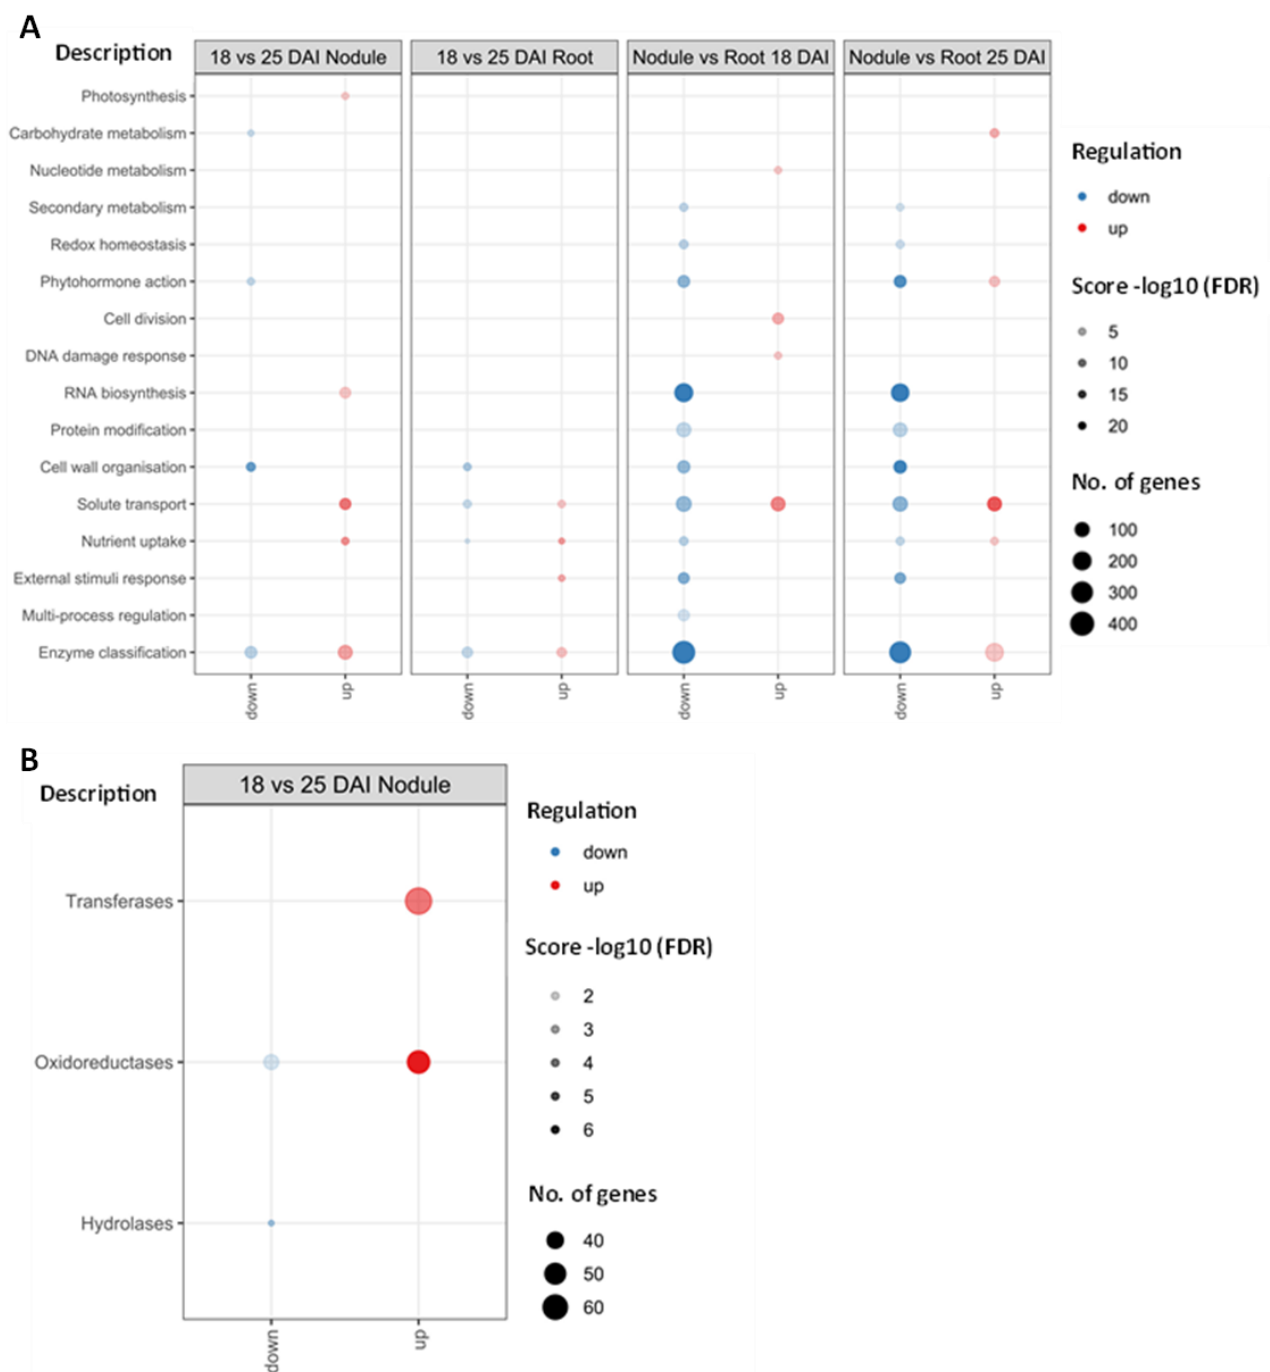 A
Description
18 vs 25 DAI Nodule
18 vs 25 DAI Root
Nodule vs Root 18 DAI
Nodule vs Root 25 DAI
Photosynthesis
Carbohydrate metabolism
Nucleotide metabolism
Secondary metabolism
Redox homeostasis
Phytohormone action
Cell division
DNA damage response
RNA biosynthesis
Protein modification
Cell wall organisation
Solute transport
Nutrient uptake
External stimuli response
Multi-process regulation
Enzyme classification
down
up
down
up
down
up
down
up
Regulation
down
up
Score -log10 (FDR)
5
10
15
20
No. of genes
100
200
300
400
B
Description
18 vs 25 DAI Nodule
Transferases
Oxidoreductases
Hydrolases
down
up
Regulation
down
up
Score -log10 (FDR)
2
3
4
5
6
No. of genes
40
50
60